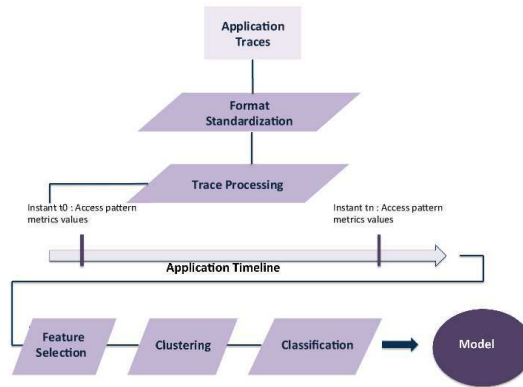 Application
Traces
Format
Standardization
Trace Processing
Instant t0 : Access pattern
metrics values
Instant tn : Access pattern
metrics values
Application Timeline
Feature
Selection
Clustering
Classification
Model